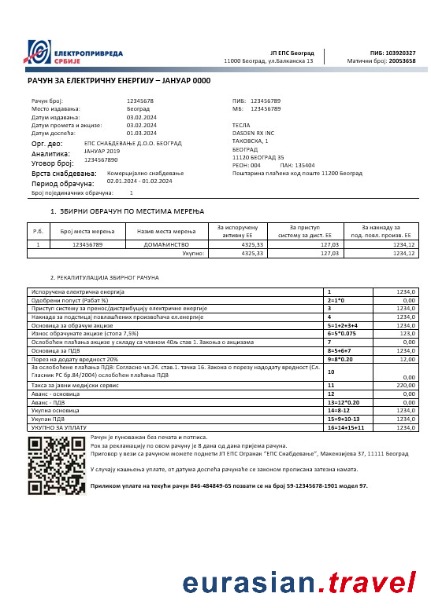 ЕЛЕКТРОПРИВРЕДА
СРБИЈЕ
ЈП ЕПС Београд
11000 Београд, ул.Балканска 13
ПИБ: 103920327
Матични број: 20053658
РАЧУН ЗА ЕЛЕКТРИЧНУ ЕНЕРГИЈУ – ЈАНУАР 0000
Рачун број: 12345678
Место издавања: Београд
Датум издавања: 03.02.2024
Датум промета и акције: 03.02.2024
Датум доспећа: 01.03.2024
Орг. део: ЕПС СНАБДЕВАЊЕ Д.О.О. БЕОГРАД
Аналитика: ЈАНУАР 2019
Уговор број: 1234567890
Врста снабдевања: Комерцијално снабдевање
Период обрачуна: 02.01.2024 - 01.02.2024
Број појединачних обрачуна: 1
ПИБ: 123456789
МБ: 123456789
ТЕСЛА
DASDEN RX INC
ТАКОВСКА, 1
БЕОГРАД
11120 БЕОГРАД 35
РЕОН: 004 ПАК: 135404
Поштарина плаћена код поште 11200 Београд
1. ЗБИРНИ ОБРАЧУН ПО МЕСТИМА МЕРЕЊА
Р.б. Број места мерења Назив места мерења За испоручену активну ЕЕ За приступ систему за дист. ЕЕ За накнаду за под. повл. произв. ЕЕ
1 123456789 ДОМАЋИНСТВО 4325,33 127,03 1234,12
Укупно: 4325,33 127,03 1234,12
2. РЕКАПИТУЛАЦИЈА ЗБИРНОГ РАЧУНА
Испоручена електрична енергија 1 1234,0
Одобрени попуст (Рабат %) 2=1*0 0,00
Приступ систему за пренос/дистрибуцију електричне енергије 3 1234,0
Накнада за подстицај повлашћених произвођача ел.енергије 4 1234,0
Основица за обрачун акцизе 5=1+2+3+4 1234,0
Износ обрачунате акцизе (стопа 7,5%) 6=5*0.075 123,0
Ослобођен плаћања акцизе у складу са чланом 40љ став 1. Закона о акцизама 7 0,00
Основица за ПДВ 8=5+6+7 1234,0
Порез на додату вредност 20% 9=8*0.20 12,00
За ослобођене плаћања ПДВ: Согласно чл.24. став.1. тачка 16. Закона о порезу надодату вредност (Сл.
Гласник РС бр.84/2004) ослобођен плаћања ПДВ 10 0,00
Такса за јавни медијски сервис 11 220,00
Аванс - основица 12 0,00
Аванс - ПДВ 13=12*0.20 0,00
Укупна основица 14=8-12 1234,0
Укупан ПДВ 15=9+10-13 1234,0
УКУПНО ЗА УПЛАТУ 16=14+15+11 1234,0
Рачун је пуноважан без печата и потписа.
Рок за рекламацију по овом рачуну је 8 дана од дана пријема рачуна.
Приговор у вези са рачуном можете поднети ЈП ЕПС Огранак "ЕПС Снабдевање", Макензијева 37, 11111 Београд
У случају кашњења уплате, од датума доспећа рачунаће се законом прописана затезна камата.
Приликом уплате на текући рачун 846-484849-65 позвати се на број 59-12345678-1901 модел 97.
eurasian.travel